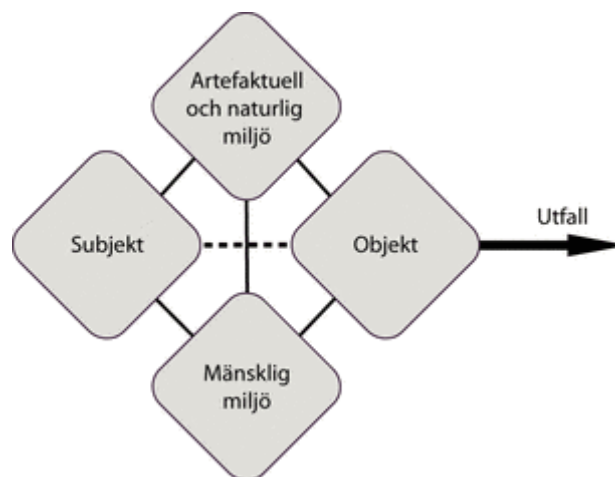 Artefaktuell
och naturlig
miljö
Subjekt
Objekt
Utfall
Mänsklig
miljö